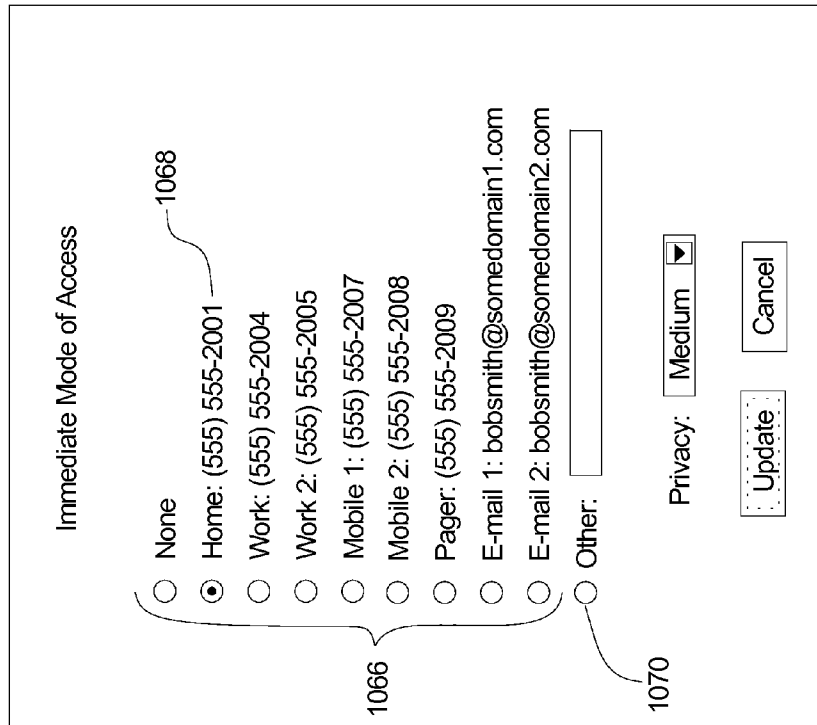 Immediate Mode of Access
None
Home: (555) 555-2001
1068
Work: (555) 555-2004
Work 2: (555) 555-2005
Mobile 1: (555) 555-2007
Mobile 2: (555) 555-2008
Pager: (555) 555-2009
E-mail 1: bobsmith@somedomain1.com
E-mail 2: bobsmith@somedomain2.com
1066
Other:
1070
Privacy: Medium
Update Cancel